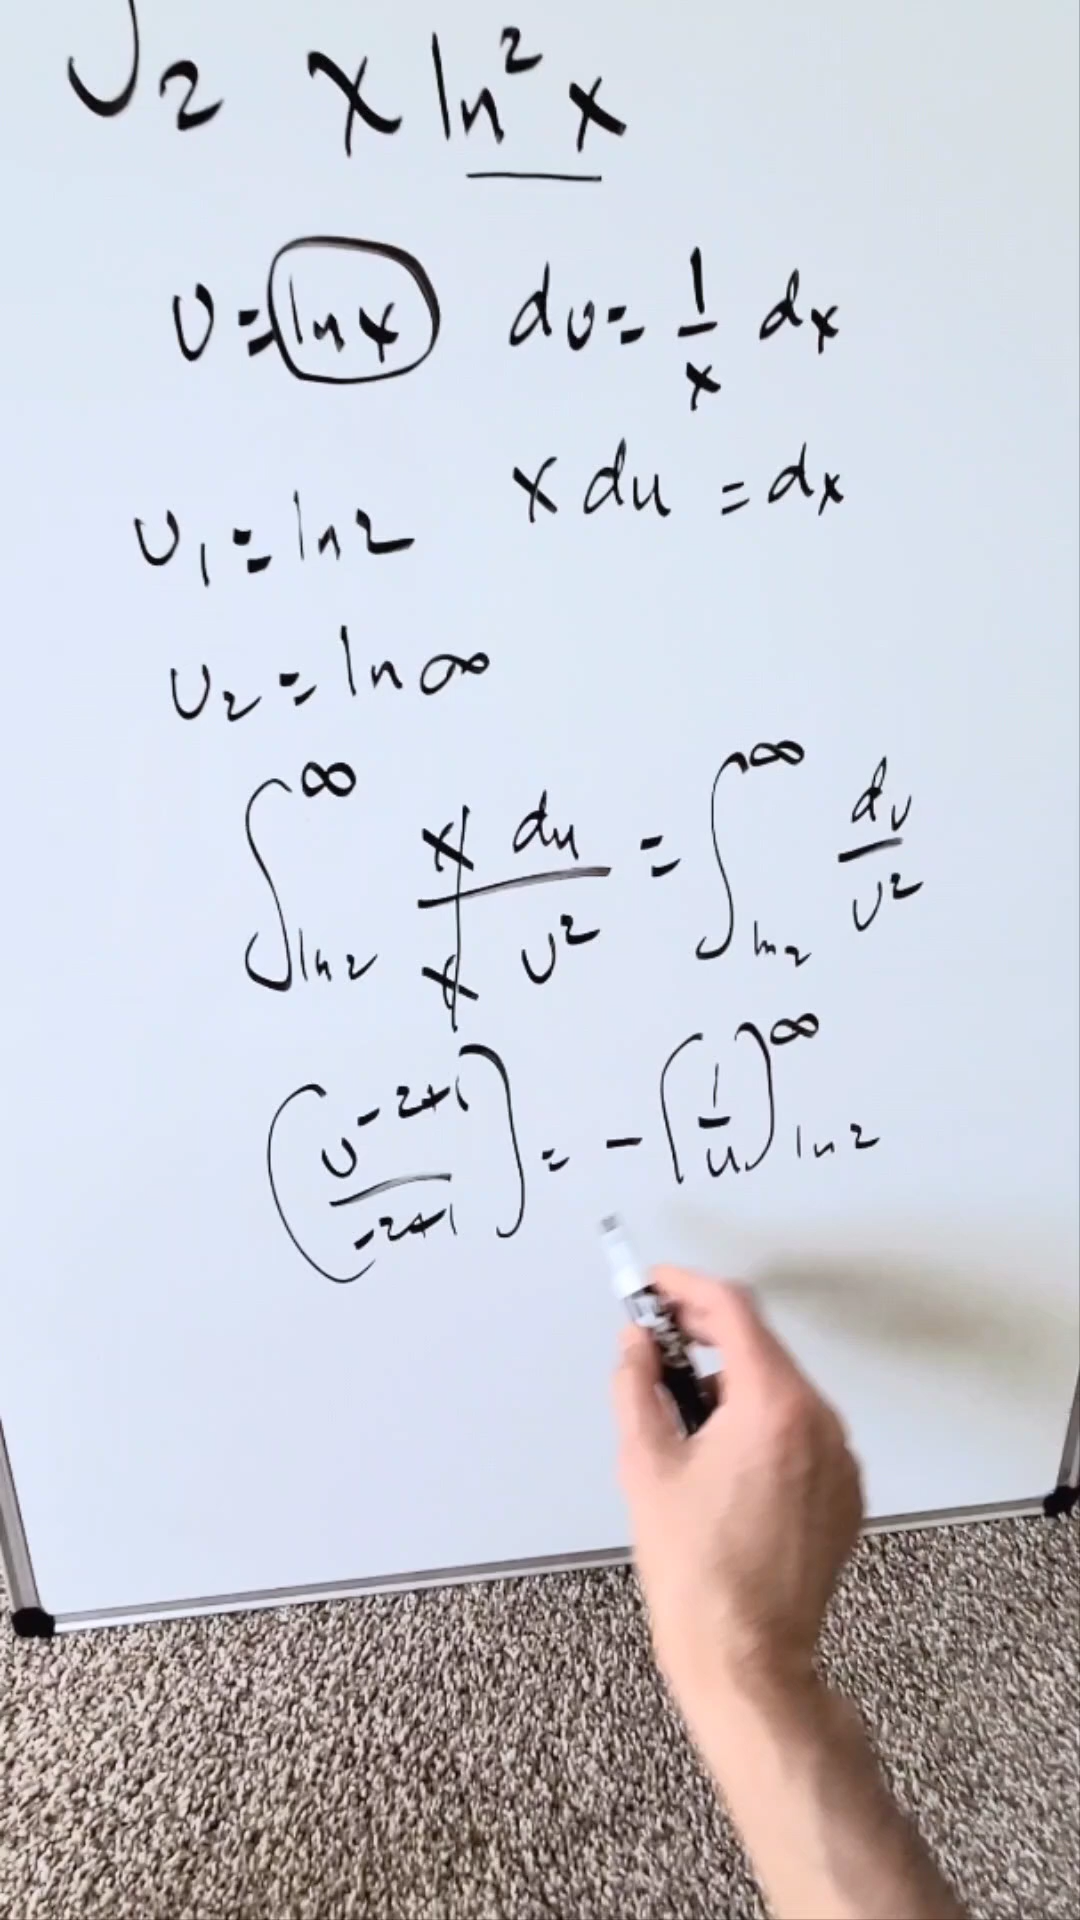 ∫₂ x ln² x
u = ln x du = 1/x dx
u₁ = ln 2 x du = dx
u₂ = ln ∞
∫_{ln 2}^{∞} x du / x u² = ∫_{ln 2}^{∞} du / u²
(u^{-2+1} / -2+1) = - (1/u)_{ln 2}^{∞}